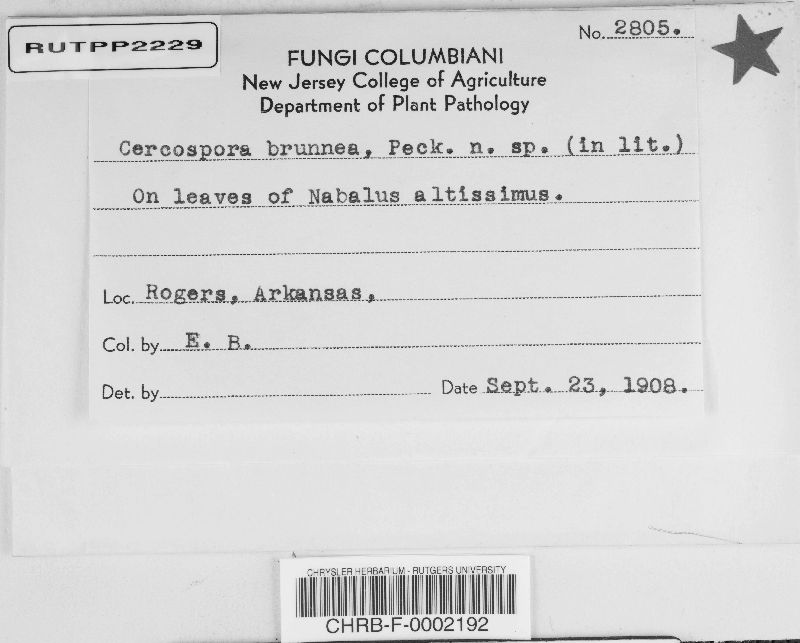 RUTPP2229
No. 2805.
FUNGI COLUMBIANI
New Jersey College of Agriculture
Department of Plant Pathology
Cercospora brunnea, Peck. n. sp. (in lit.)
On leaves of Nabalus altissimus.
Loc. Rogers, Arkansas,
Col. by E. B.
Det. by
Date Sept. 23, 1908.
CHRYSLER HERBARIUM - RUTGERS UNIVERSITY
CHRB-F-0002192